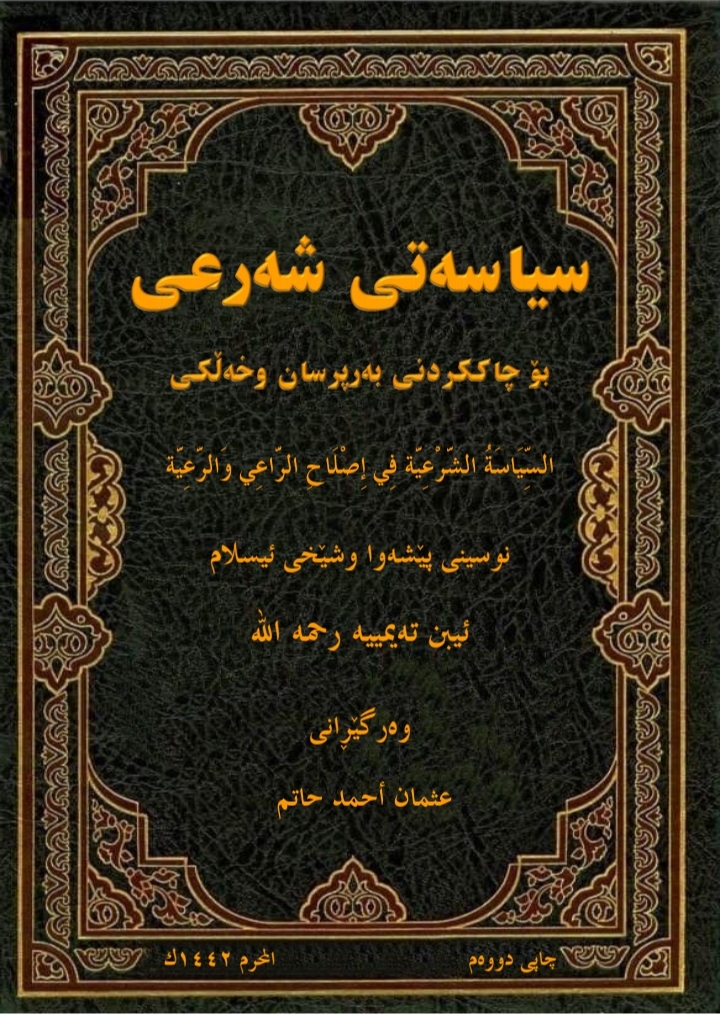 سیاسەتی شەرعی
بۆ چاککردنی بەرپرسان وخەڵکی
السِّيَاسَةُ الشَّرْعِيَّة فِي إِصْلَاحِ الرَّاعِي وَالرَّعِيَّة
نوسینی پێشەوا وشێخی ئیسلام
ئیبن تەیمییە رحمه الله
وەرگێڕانی
عثمان أحمد حاتم
چاپی دووەم المحرم ١٤٤٢ك